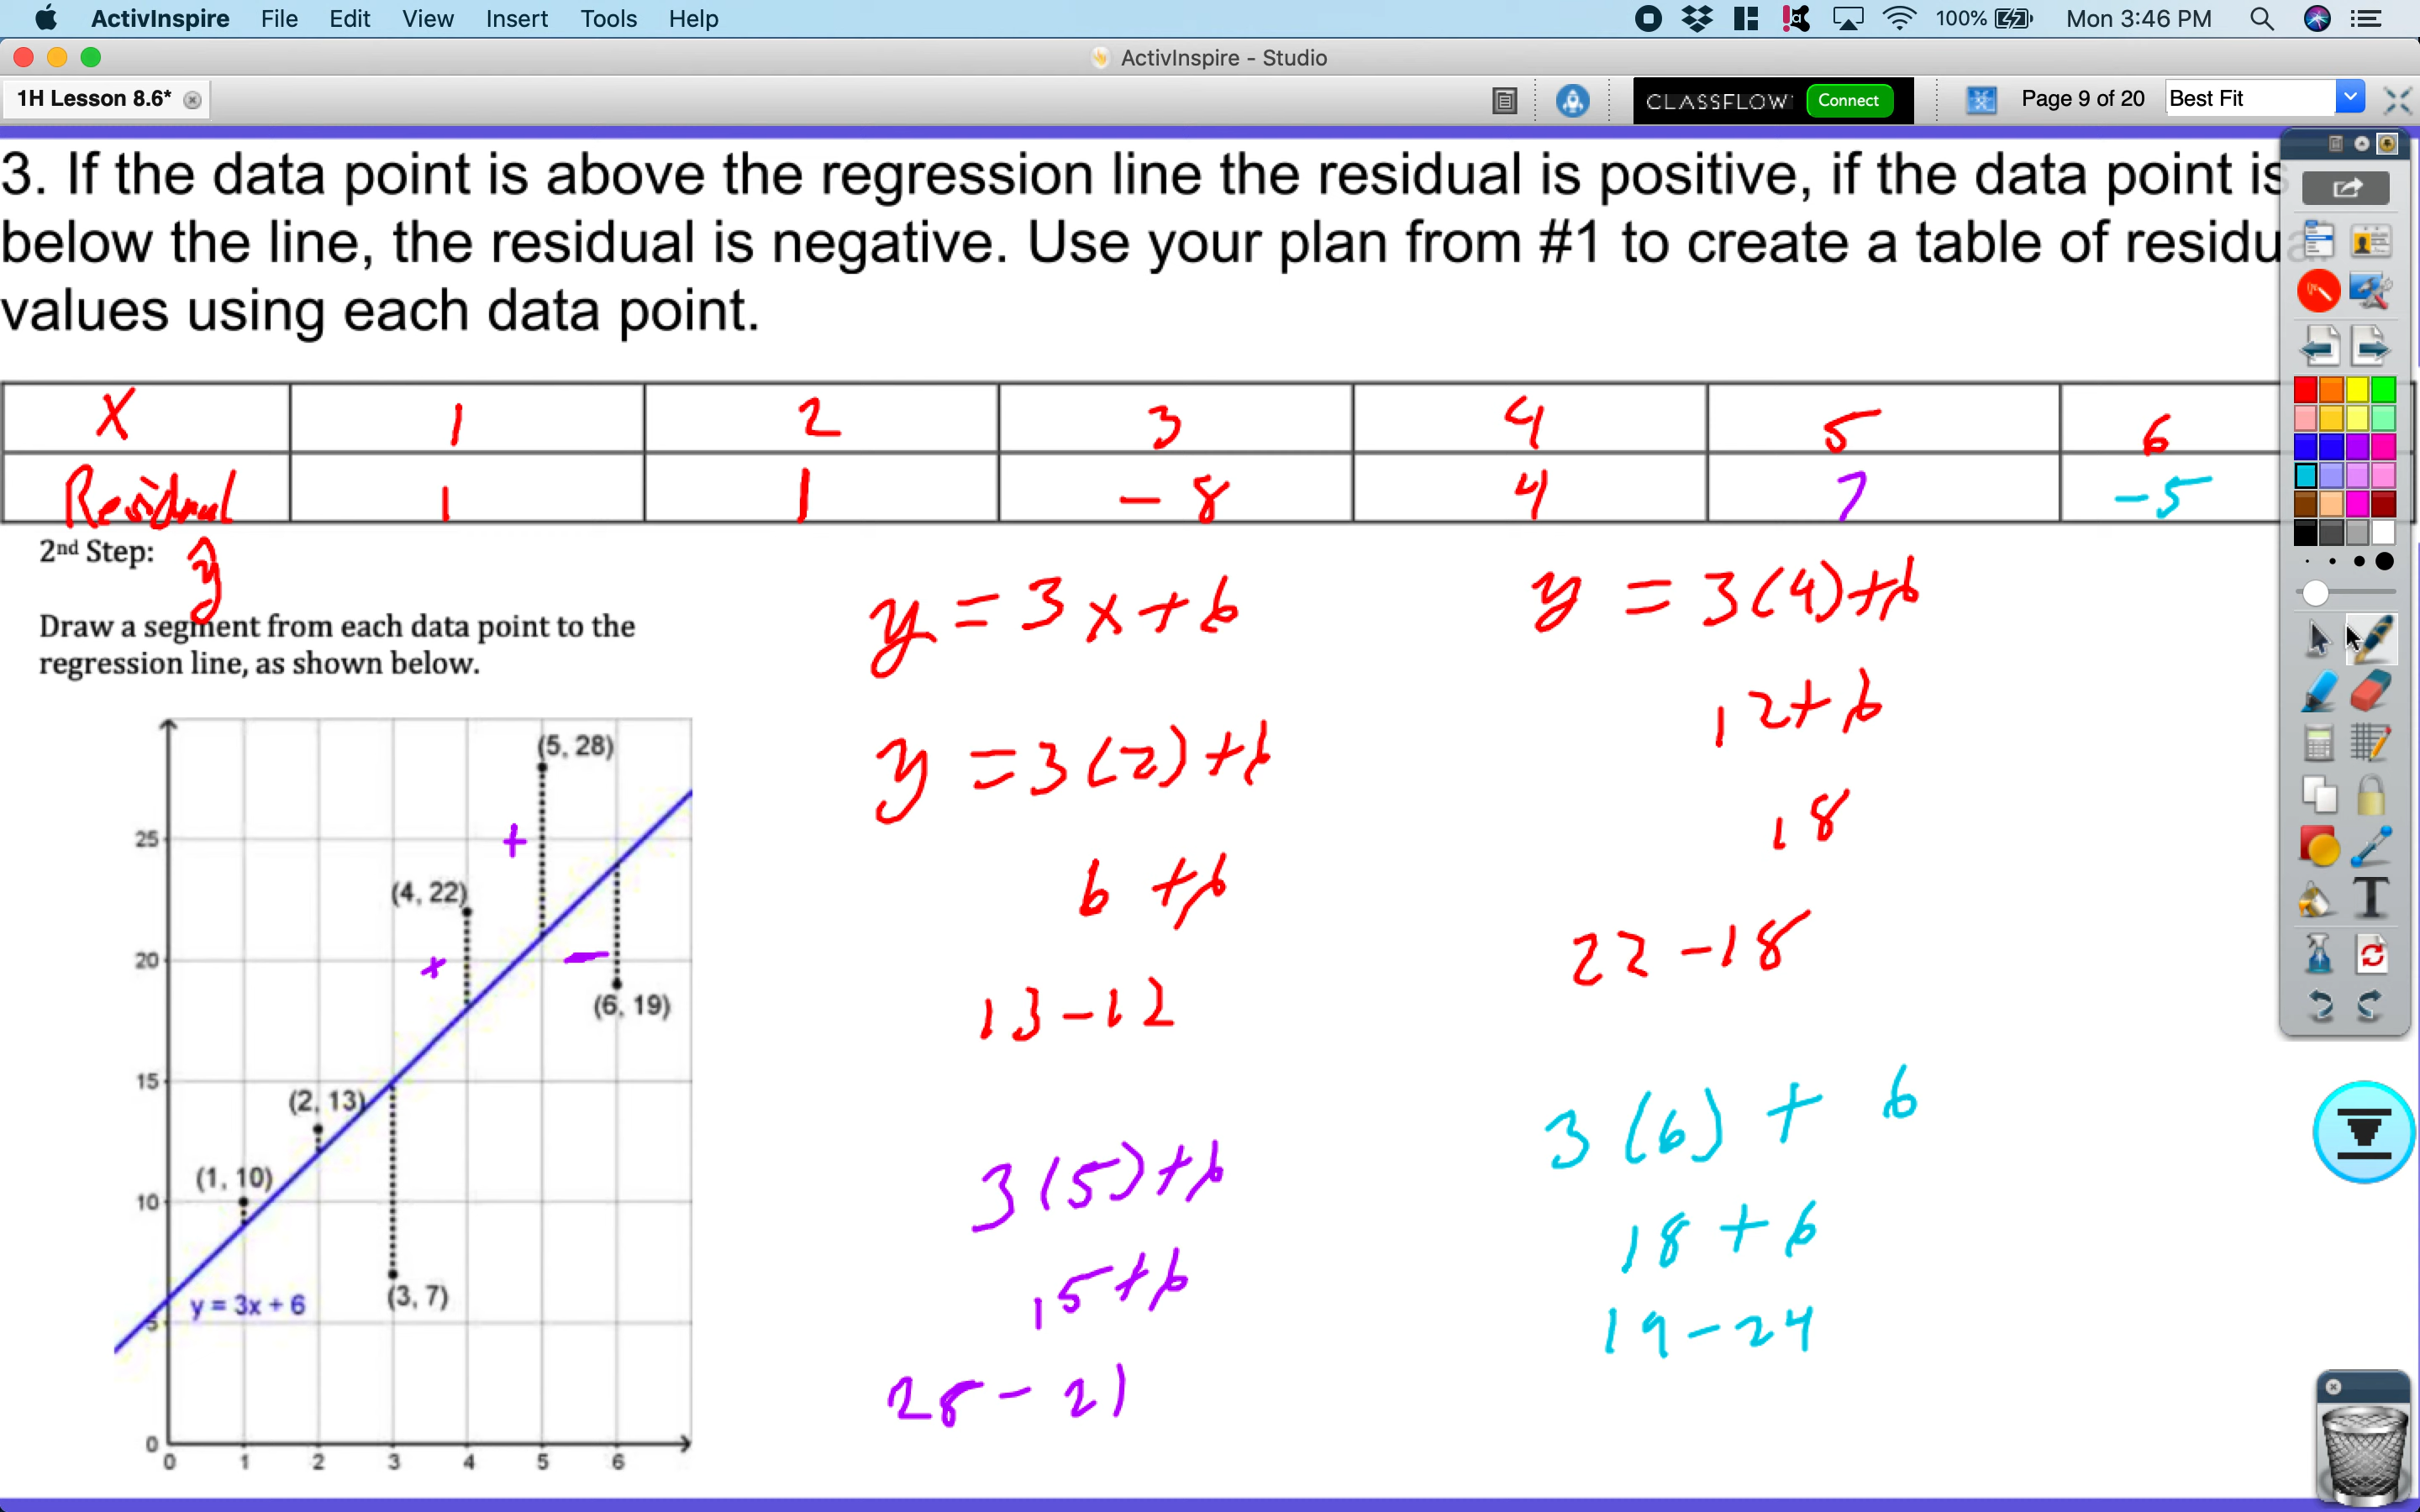 ActivInspire File Edit View Insert Tools Help 100% Mon 3:46 PM
ActivInspire - Studio
1H Lesson 8.6* CLASSFLOW Connect Page 9 of 20 Best Fit
3. If the data point is above the regression line the residual is positive, if the data point is
below the line, the residual is negative. Use your plan from #1 to create a table of residu
values using each data point.
X 1 2 3 4 5 6
Residual 1 1 -8 4 7 -5
2nd Step: ŷ
Draw a segment from each data point to the
regression line, as shown below.
(5, 28)
25
+
(4, 22)
20
+
−
(6, 19)
15
(2, 13)
(1, 10)
10
(3, 7)
y = 3x + 6
5
0
0 1 2 3 4 5 6
y = 3x+6
y = 3(2)+6
6 +6
13-12
3(5)+6
15+6
28-21
y = 3(4)+6
12+6
18
22-18
3(6) + 6
18+6
19-24
T